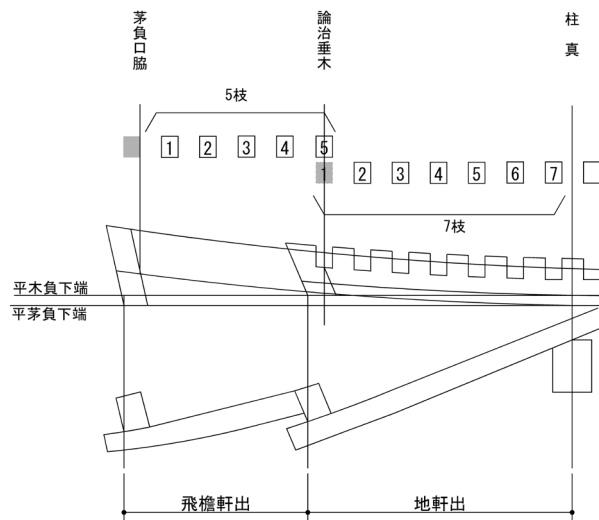 茅負口脇
論治垂木
柱真
5枝
1 2 3 4 5
1 2 3 4 5 6 7
7枝
平木負下端
平茅負下端
飛檐軒出
地軒出